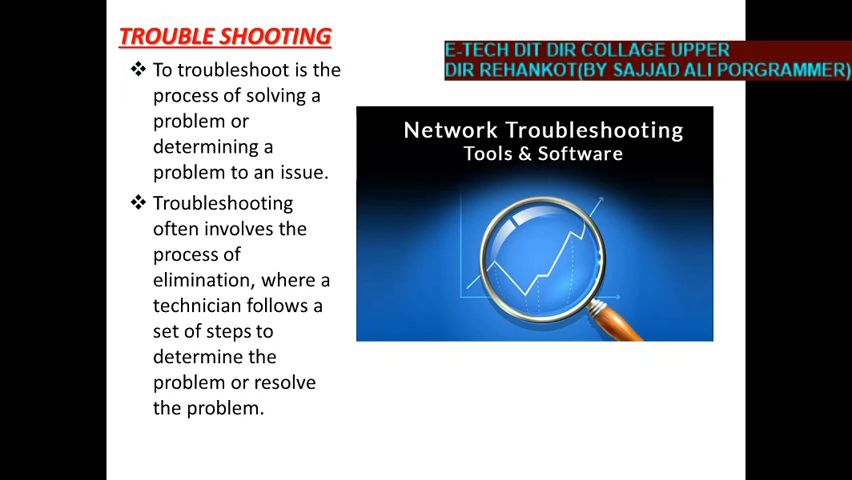 TROUBLE SHOOTING
❖ To troubleshoot is the
process of solving a
problem or
determining a
problem to an issue.
❖ Troubleshooting
often involves the
process of
elimination, where a
technician follows a
set of steps to
determine the
problem or resolve
the problem.
E-TECH DIT DIR COLLAGE UPPER
DIR REHANKOT(BY SAJJAD ALI PORGRAMMER)
Network Troubleshooting
Tools & Software